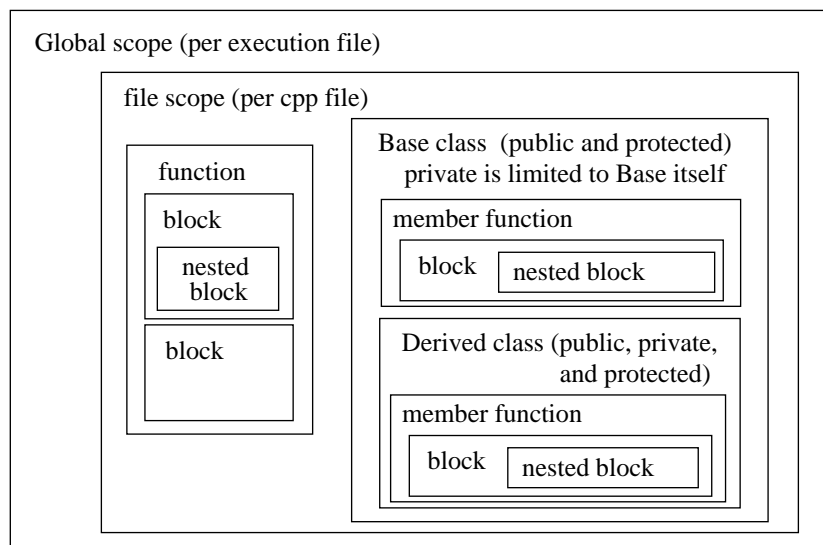 Global scope (per execution file)
file scope (per cpp file)
function
block
nested
block
block
Base class (public and protected)
private is limited to Base itself
member function
block
nested block
Derived class (public, private,
and protected)
member function
block
nested block